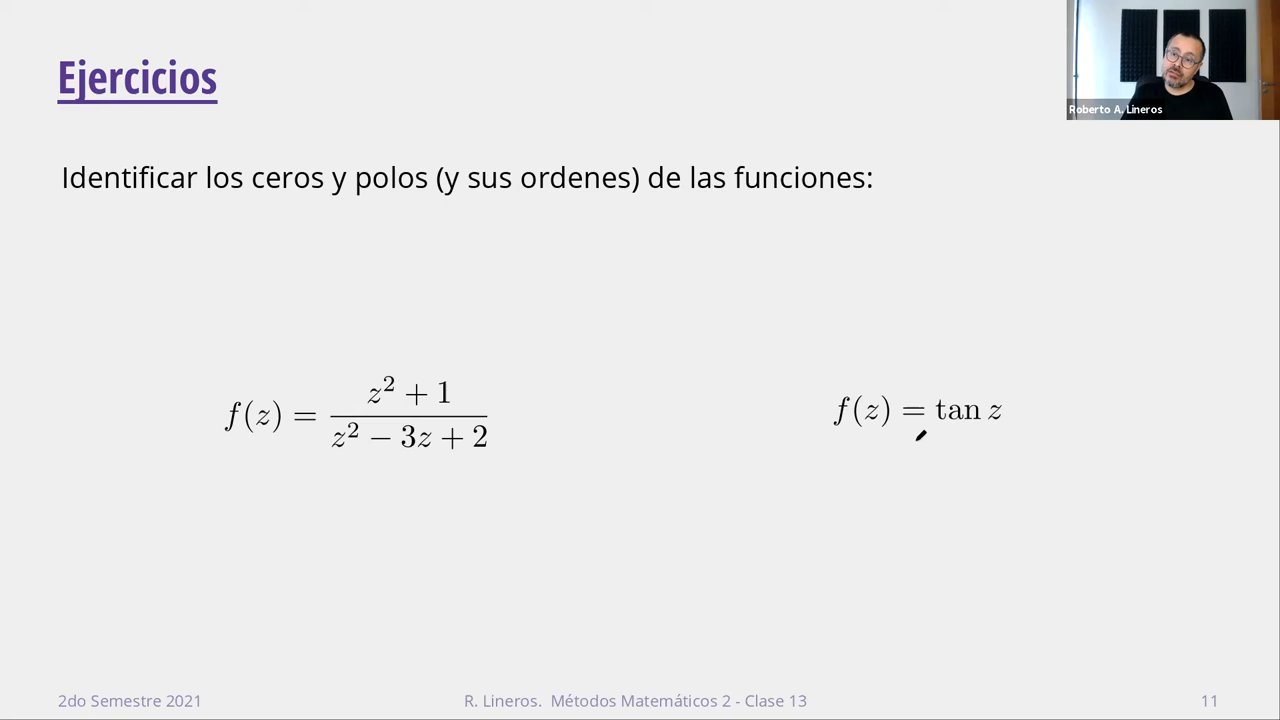 Ejercicios
Roberto A. Lineros
Identificar los ceros y polos (y sus ordenes) de las funciones:
f(z) = \frac{z^2 + 1}{z^2 - 3z + 2}
f(z) = tan z
2do Semestre 2021
R. Lineros. Métodos Matemáticos 2 - Clase 13
11